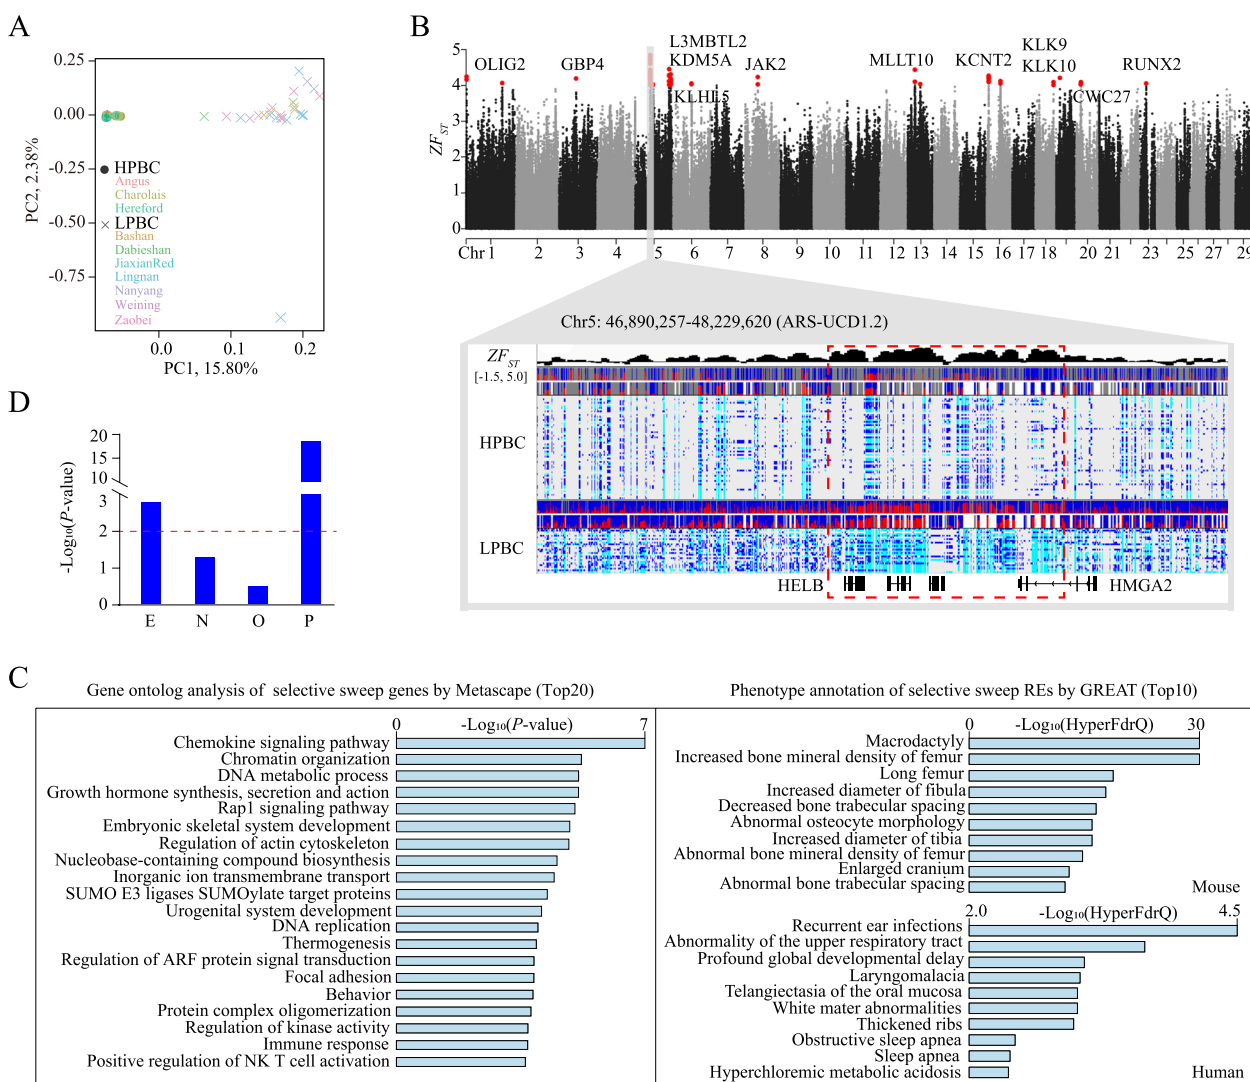 A
0.25
0.00
-0.25
-0.50
-0.75
PC2, 2.38%
HPBC
Angus
Charolais
Hereford
LPBC
Bashan
Dabieshan
JiaxianRed
Lingnan
Nanyang
Weining
Zaobei
0.0
0.1
0.2
PC1, 15.80%
B
5
4
3
2
1
0
ZF_ST
OLIG2
GBP4
L3MBTL2
KDM5A
KLHL5
JAK2
MLLT10
KCNT2
KLK9
KLK10
CWC27
RUNX2
Chr 1 2 3 4 5 6 7 8 9 10 11 12 13 14 15 16 17 18 19 20 21 22 23 25 27 29
Chr5: 46,890,257-48,229,620 (ARS-UCD1.2)
ZF_ST
[-1.5, 5.0]
HPBC
LPBC
HELB
HMGA2
D
20
15
10
3
2
1
0
-Log₁₀(P-value)
E N O P
C
Gene ontolog analysis of selective sweep genes by Metascape (Top20)
0 -Log₁₀(P-value) 7
Chemokine signaling pathway
Chromatin organization
DNA metabolic process
Growth hormone synthesis, secretion and action
Rap1 signaling pathway
Embryonic skeletal system development
Regulation of actin cytoskeleton
Nucleobase-containing compound biosynthesis
Inorganic ion transmembrane transport
SUMO E3 ligases SUMOylate target proteins
Urogenital system development
DNA replication
Thermogenesis
Regulation of ARF protein signal transduction
Focal adhesion
Behavior
Protein complex oligomerization
Regulation of kinase activity
Immune response
Positive regulation of NK T cell activation
Phenotype annotation of selective sweep REs by GREAT (Top10)
0 -Log₁₀(HyperFdrQ) 30
Macrodactyly
Increased bone mineral density of femur
Long femur
Increased diameter of fibula
Decreased bone trabecular spacing
Abnormal osteocyte morphology
Increased diameter of tibia
Abnormal bone mineral density of femur
Enlarged cranium
Abnormal bone trabecular spacing
Mouse
2.0 -Log₁₀(HyperFdrQ) 4.5
Recurrent ear infections
Abnormality of the upper respiratory tract
Profound global developmental delay
Laryngomalacia
Telangiectasia of the oral mucosa
White mater abnormalities
Thickened ribs
Obstructive sleep apnea
Sleep apnea
Hyperchloremic metabolic acidosis
Human